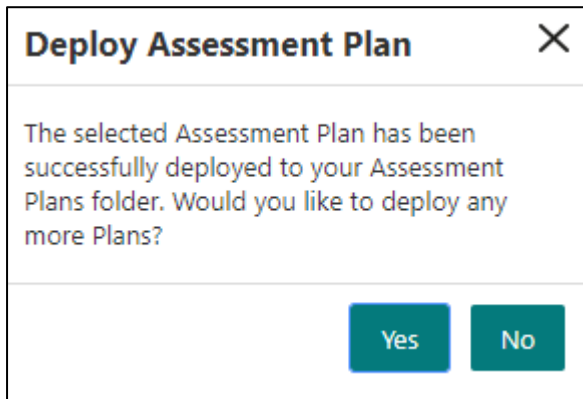 Deploy Assessment Plan
The selected Assessment Plan has been
successfully deployed to your Assessment
Plans folder. Would you like to deploy any
more Plans?
Yes No